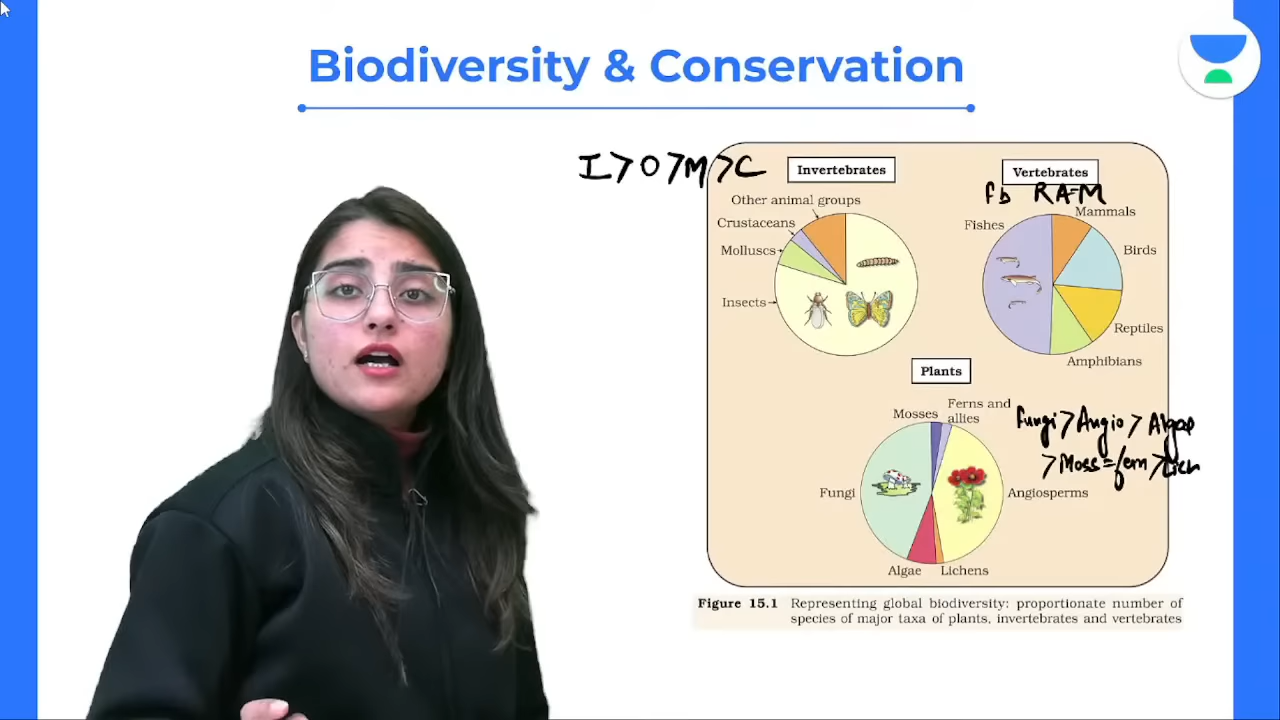 Biodiversity & Conservation
I > O > M > C
Invertebrates
Other animal groups
Crustaceans
Molluscs
Insects
Vertebrates
fb RA=M
Fishes
Mammals
Birds
Reptiles
Amphibians
Plants
Mosses
Ferns and
allies
Fungi
Angiosperms
Algae
Lichens
Fungi > Angio > Algae
> Moss = fern > Lich
Figure 15.1 Representing global biodiversity: proportionate number of
species of major taxa of plants, invertebrates and vertebrates